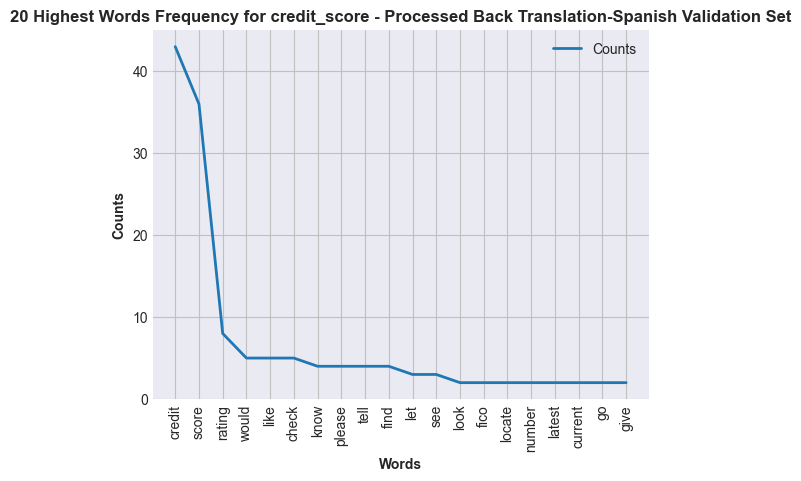 20 Highest Words Frequency for credit_score - Processed Back Translation-Spanish Validation Set
Counts
40
30
20
10
0
Counts
credit
score
rating
would
like
check
know
please
tell
find
let
see
look
fico
locate
number
latest
current
go
give
Words